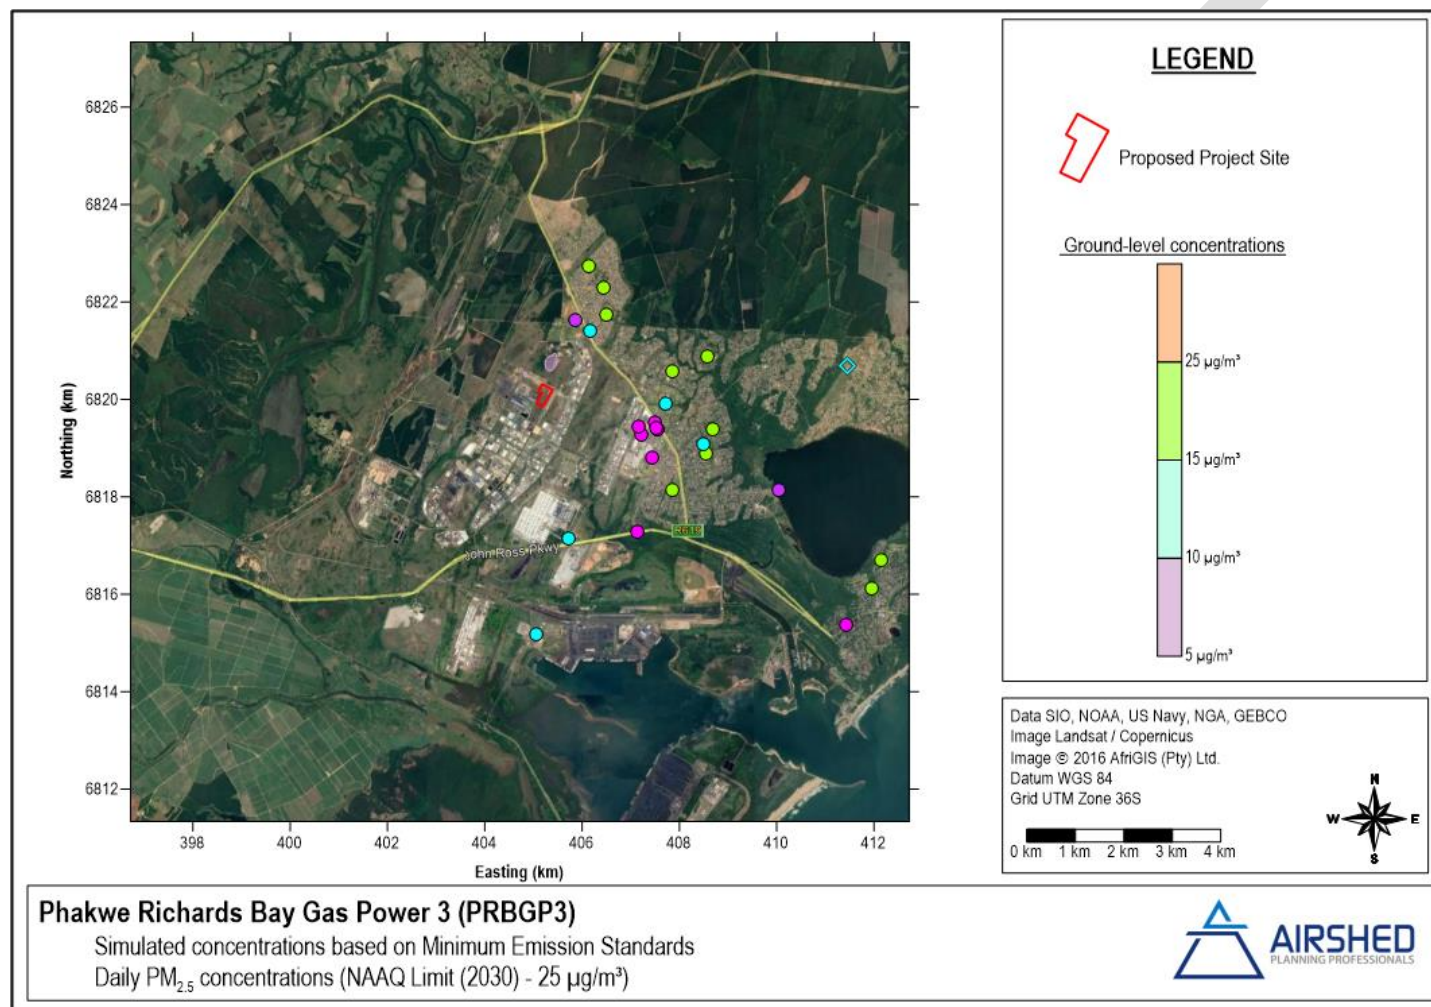 LEGEND
Proposed Project Site
Ground-level concentrations
25 µg/m³
15 µg/m³
10 µg/m³
5 µg/m³
6826
6824
6822
6820
6818
6816
6814
6812
Northing (km)
John Ross Pkwy
398 400 402 404 406 408 410 412
Easting (km)
Data SIO, NOAA, US Navy, NGA, GEBCO
Image Landsat / Copernicus
Image © 2016 AfriGIS (Pty) Ltd.
Datum WGS 84
Grid UTM Zone 36S
N
W E
S
0 km 1 km 2 km 3 km 4 km
Phakwe Richards Bay Gas Power 3 (PRBGP3)
Simulated concentrations based on Minimum Emission Standards
Daily PM₂.₅ concentrations (NAAQ Limit (2030) - 25 µg/m³)
AIRSHED
PLANNING PROFESSIONALS